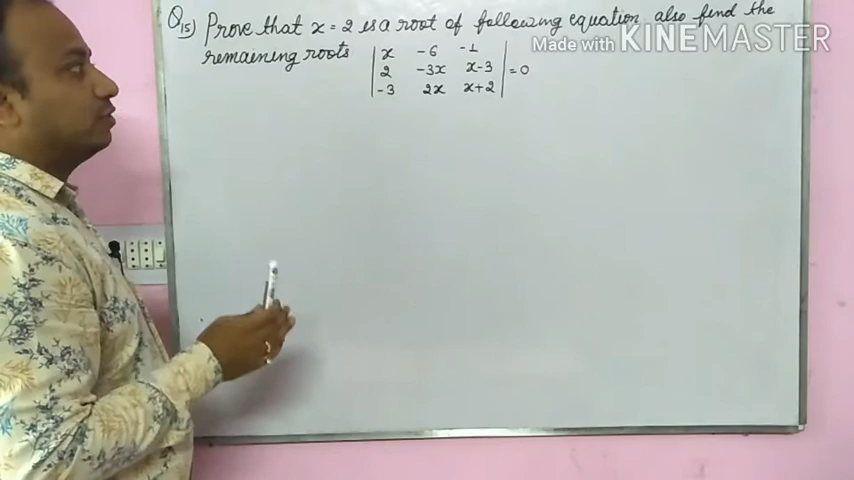 Q15) Prove that x = 2 is a root of following equation also find the
remaining roots
| x -6 -1 |
| 2 -3x x-3 | = 0
| -3 2x x+2 |
Made with KINEMASTER